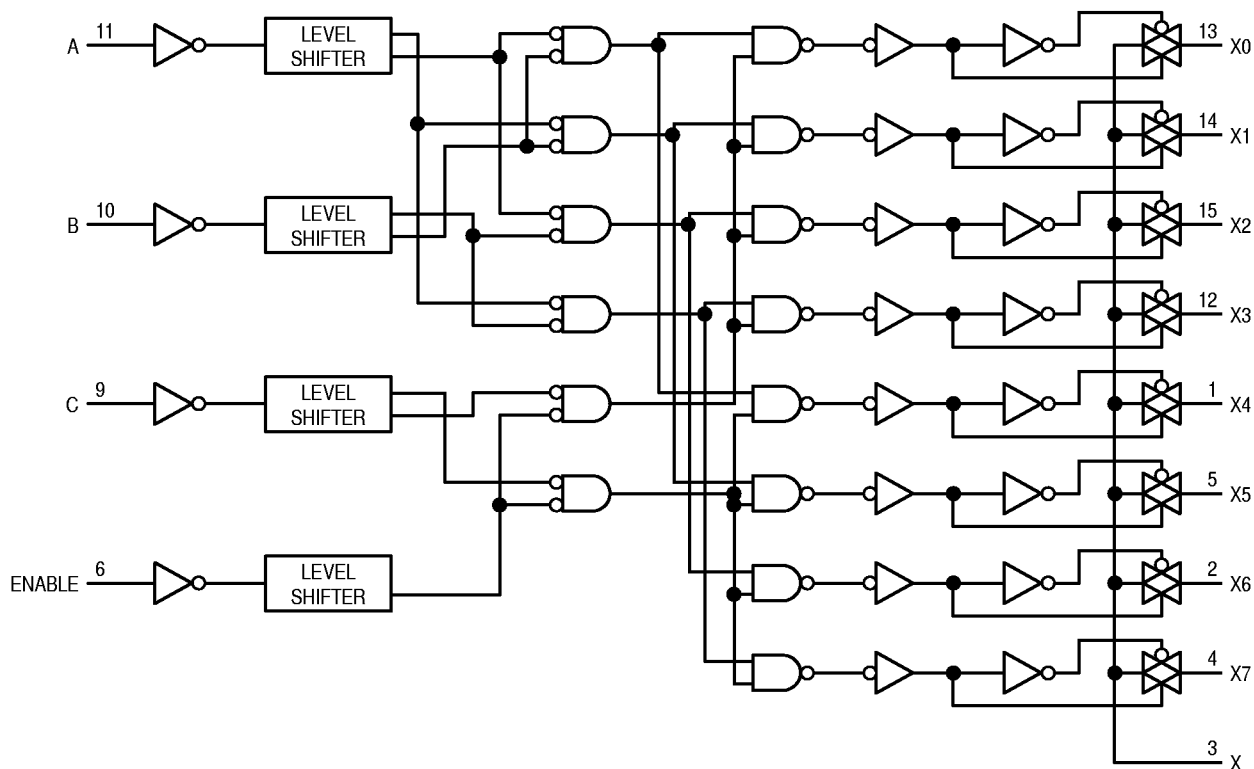 A 11 LEVEL SHIFTER 13 X0
14 X1
B 10 LEVEL SHIFTER 15 X2
12 X3
C 9 LEVEL SHIFTER 1 X4
5 X5
ENABLE 6 LEVEL SHIFTER 2 X6
4 X7
3 X